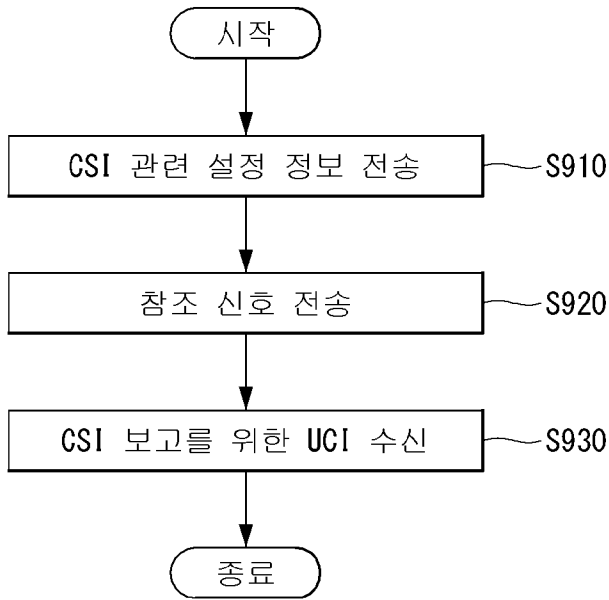 시작
CSI 관련 설정 정보 전송
S910
참조 신호 전송
S920
CSI 보고를 위한 UCI 수신
S930
종료